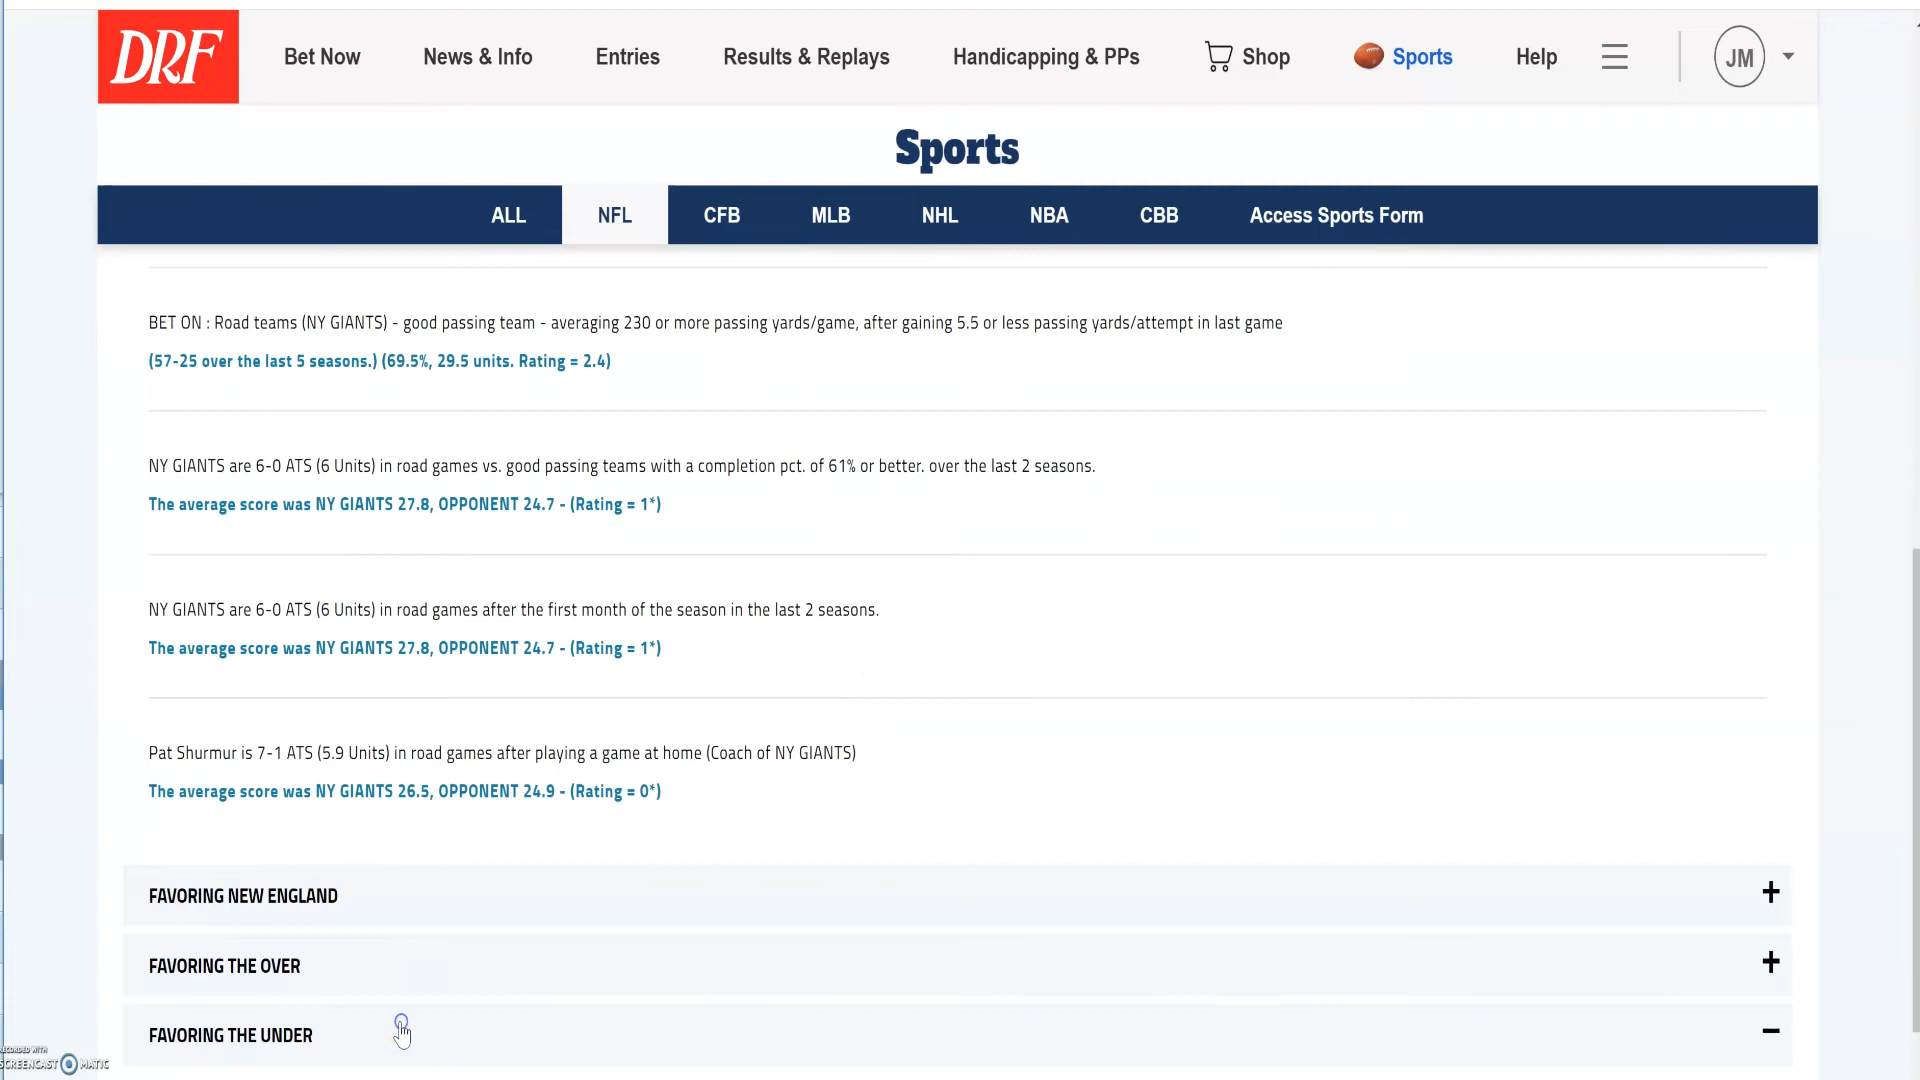 DRF Bet Now News & Info Entries Results & Replays Handicapping & PPs Shop Sports Help JM
Sports
ALL NFL CFB MLB NHL NBA CBB Access Sports Form
BET ON : Road teams (NY GIANTS) - good passing team - averaging 230 or more passing yards/game, after gaining 5.5 or less passing yards/attempt in last game
(57-25 over the last 5 seasons.) (69.5%, 29.5 units. Rating = 2.4)
NY GIANTS are 6-0 ATS (6 Units) in road games vs. good passing teams with a completion pct. of 61% or better. over the last 2 seasons.
The average score was NY GIANTS 27.8, OPPONENT 24.7 - (Rating = 1*)
NY GIANTS are 6-0 ATS (6 Units) in road games after the first month of the season in the last 2 seasons.
The average score was NY GIANTS 27.8, OPPONENT 24.7 - (Rating = 1*)
Pat Shurmur is 7-1 ATS (5.9 Units) in road games after playing a game at home (Coach of NY GIANTS)
The average score was NY GIANTS 26.5, OPPONENT 24.9 - (Rating = 0*)
FAVORING NEW ENGLAND +
FAVORING THE OVER +
FAVORING THE UNDER −
RECORDED WITH
SCREENCAST MATIC